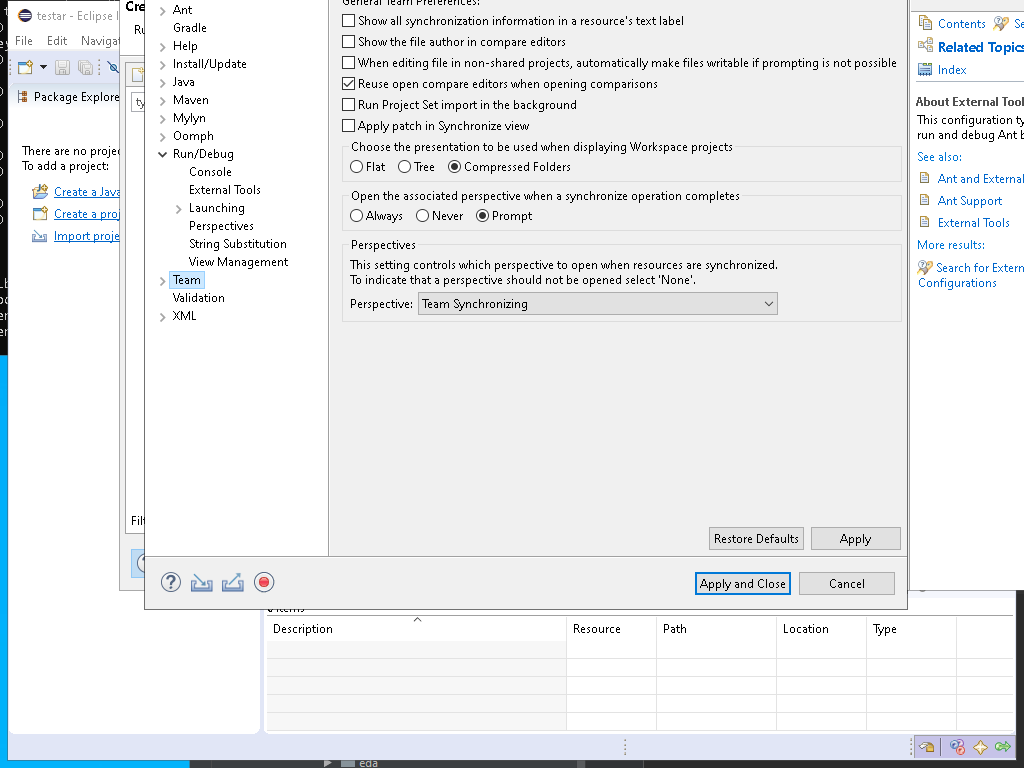 testar - Eclipse I
File Edit Navigat
Package Explore
There are no projec
To add a project:
Create a Java
Create a proj
Import proje
Cre
Ru
ty
Filt
Ant
Gradle
Help
Install/Update
Java
Maven
Mylyn
Oomph
Run/Debug
Console
External Tools
Launching
Perspectives
String Substitution
View Management
Team
Validation
XML
General Team Preferences:
Show all synchronization information in a resource's text label
Show the file author in compare editors
When editing file in non-shared projects, automatically make files writable if prompting is not possible
Reuse open compare editors when opening comparisons
Run Project Set import in the background
Apply patch in Synchronize view
Choose the presentation to be used when displaying Workspace projects
Flat Tree Compressed Folders
Open the associated perspective when a synchronize operation completes
Always Never Prompt
Perspectives
This setting controls which perspective to open when resources are synchronized.
To indicate that a perspective should not be opened select 'None'.
Perspective: Team Synchronizing
Restore Defaults Apply
Apply and Close Cancel
Contents Se
Related Topics
Index
About External Tool
This configuration ty
run and debug Ant b
See also:
Ant and External
Ant Support
External Tools
More results:
Search for Extern
Configurations
Description Resource Path Location Type
eda